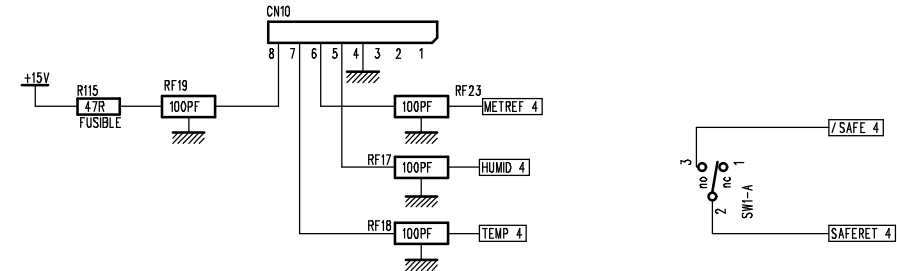 CN10
8 7 6 5 4 3 2 1
+15V
R115
47R
FUSIBLE
RF19
100PF
RF23
100PF
METREF 4
RF17
100PF
HUMID 4
RF18
100PF
TEMP 4
/SAFE 4
3
1
no
nc
2
SW1-A
SAFERET 4